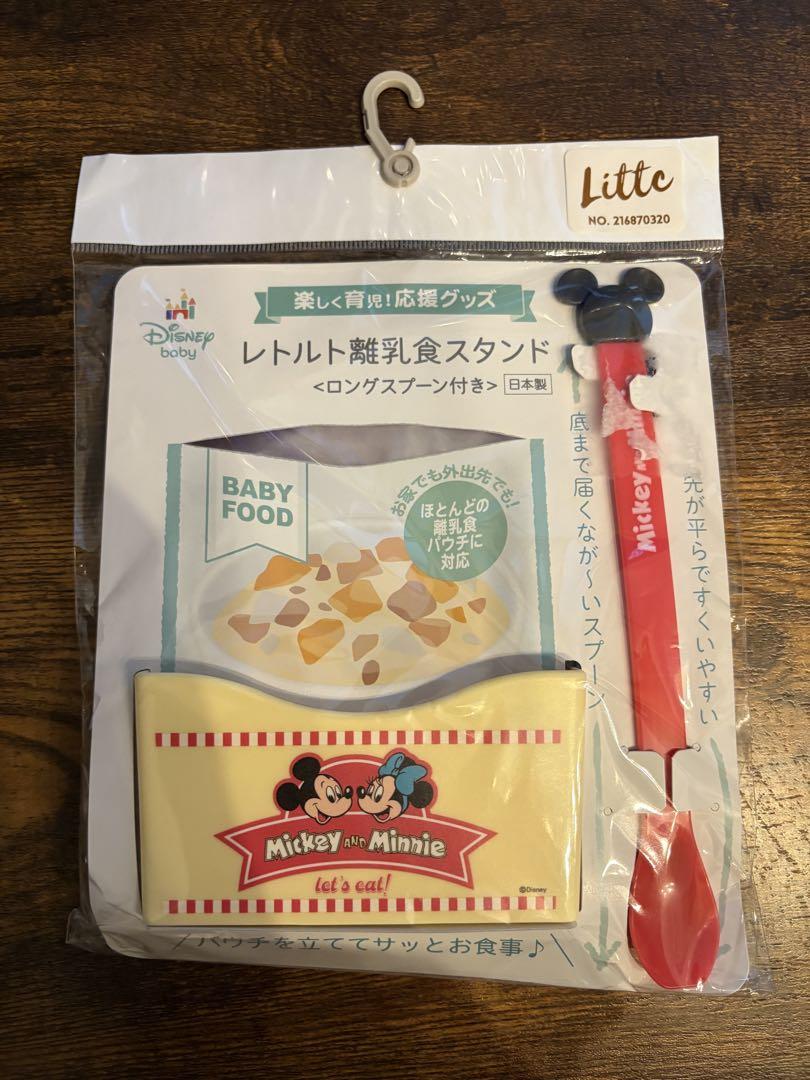 Littc
NO. 216870320
楽しく育児！応援グッズ
Disney
baby
レトルト離乳食スタンド
<ロングスプーン付き> 日本製
BABY
FOOD
お家でも外出先でも！
ほとんどの
離乳食
パウチに
対応
底まで届くなが〜いスプーン
先が平らですくいやすい
Mickey
Mickey AND Minnie
let's eat!
©Disney
パウチを立ててサッとお食事♪